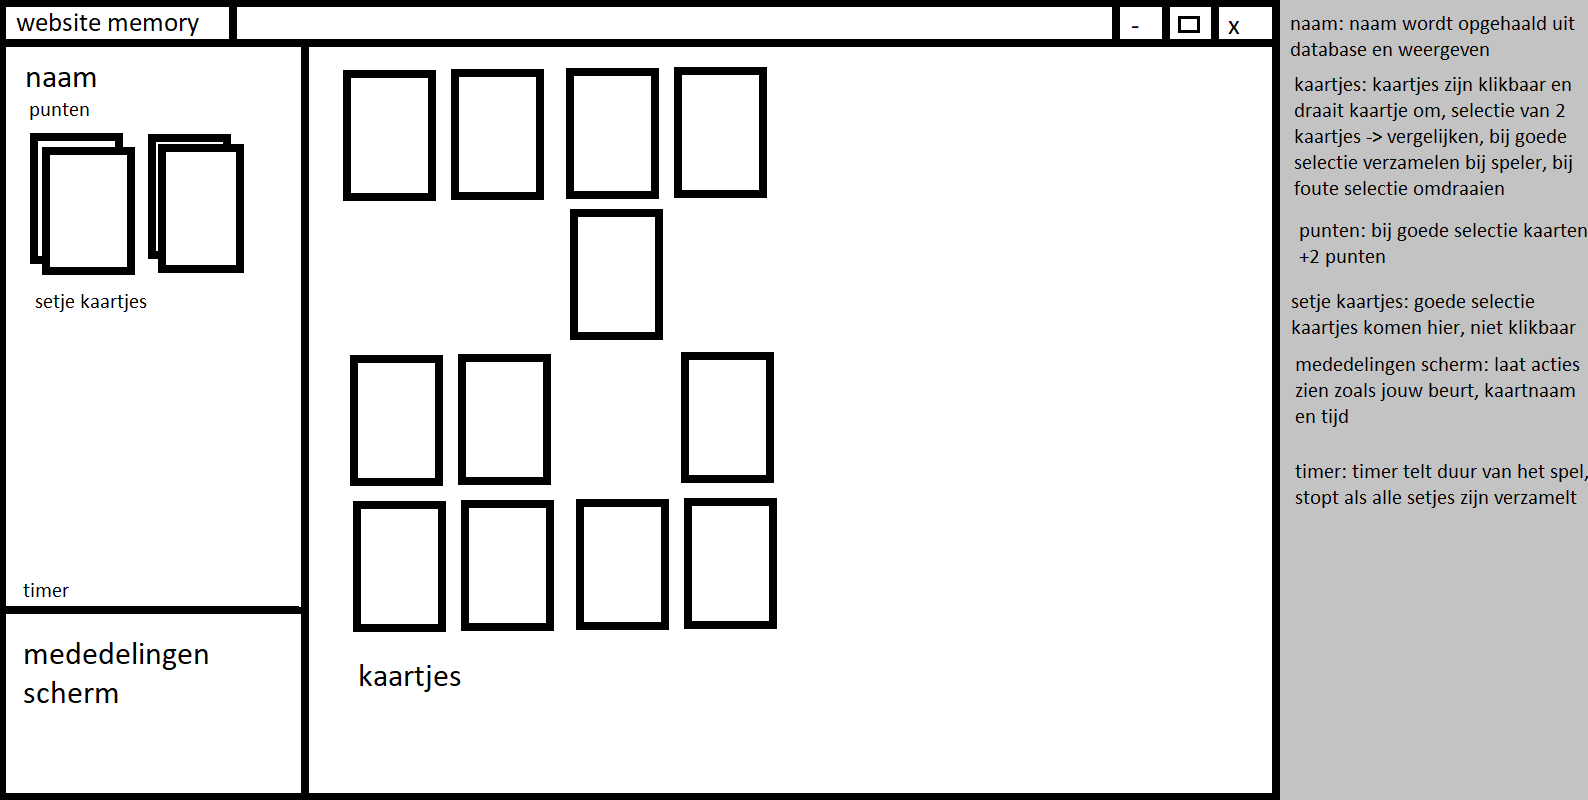 website memory
-
x
naam
punten
setje kaartjes
timer
mededelingen
scherm
kaartjes
naam: naam wordt opgehaald uit
database en weergeven
kaartjes: kaartjes zijn klikbaar en
draait kaartje om, selectie van 2
kaartjes -> vergelijken, bij goede
selectie verzamelen bij speler, bij
foute selectie omdraaien
punten: bij goede selectie kaarten
+2 punten
setje kaartjes: goede selectie
kaartjes komen hier, niet klikbaar
mededelingen scherm: laat acties
zien zoals jouw beurt, kaartnaam
en tijd
timer: timer telt duur van het spel,
stopt als alle setjes zijn verzamelt